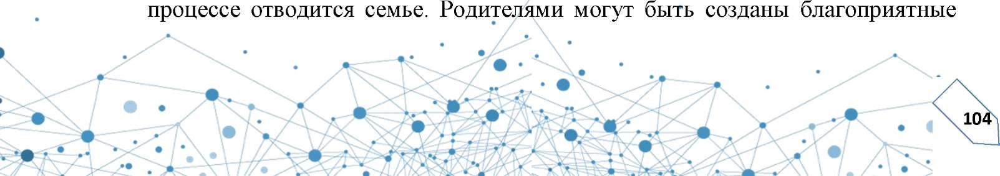 процессе отводится семье. Родителями могут быть созданы благоприятные
104